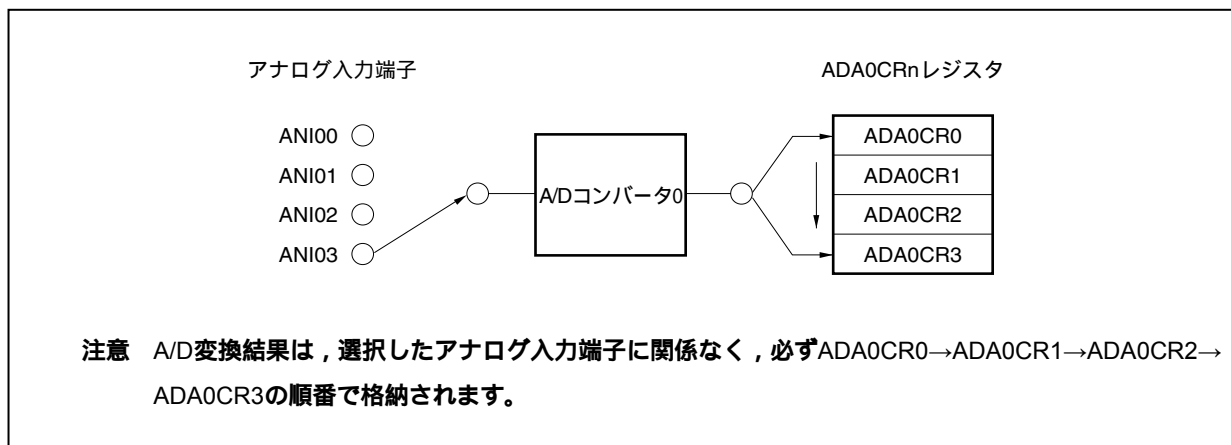 アナログ入力端子
ADA0CRnレジスタ
ANI00
ANI01
ANI02
ANI03
A/Dコンバータ0
ADA0CR0
ADA0CR1
ADA0CR2
ADA0CR3
注意 A/D変換結果は，選択したアナログ入力端子に関係なく，必ずADA0CR0→ADA0CR1→ADA0CR2→
ADA0CR3の順番で格納されます。